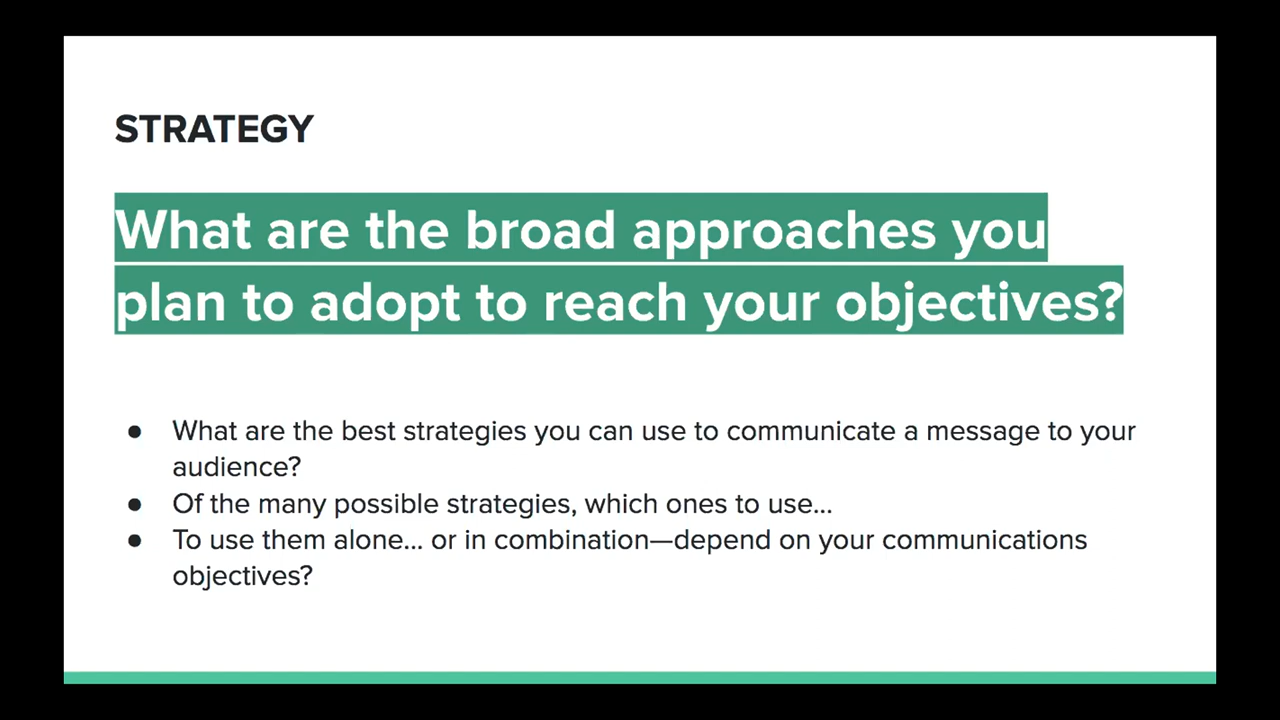 STRATEGY
What are the broad approaches you
plan to adopt to reach your objectives?
● What are the best strategies you can use to communicate a message to your
audience?
● Of the many possible strategies, which ones to use...
● To use them alone... or in combination—depend on your communications
objectives?